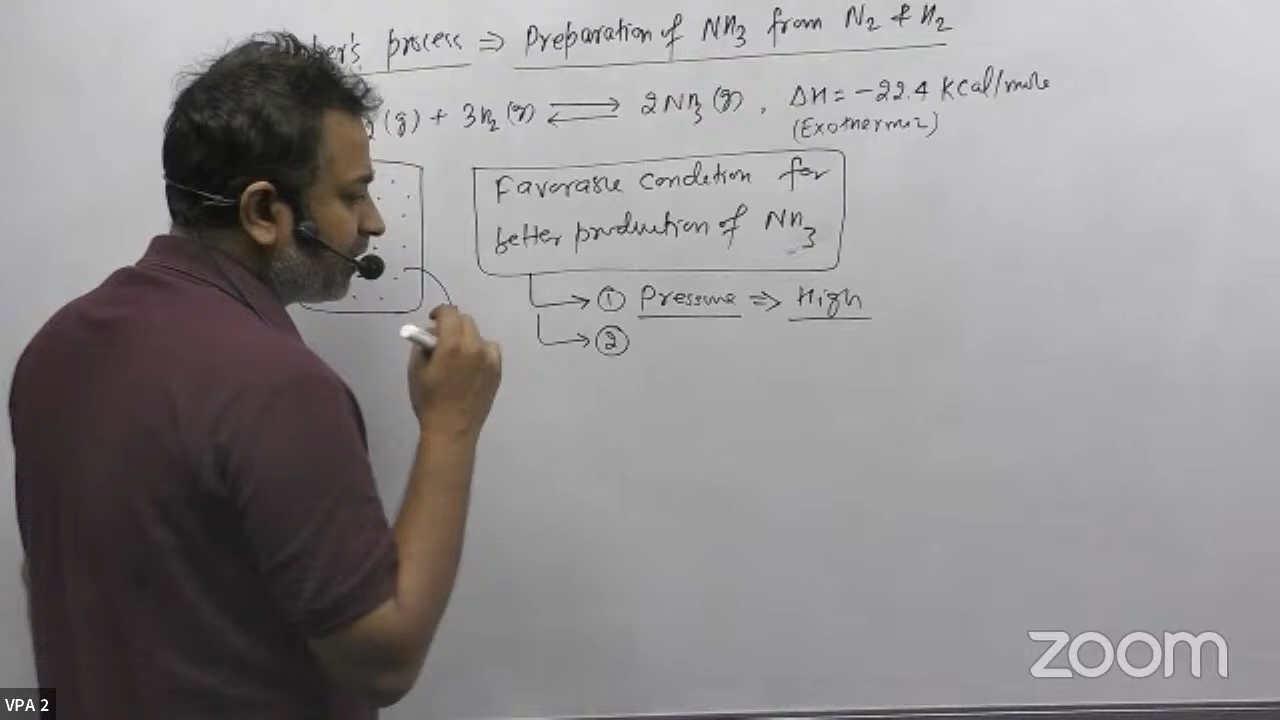 process ⇒ Preparation of NH3 from N2 & H2
2(g) + 3H2(g) ⇌ 2NH3(g), ΔH = -22.4 Kcal/mole
(Exothermic)
Favorable condition for
better production of NH3
→ ① Pressure ⇒ High
→ ②
zoom
VPA 2